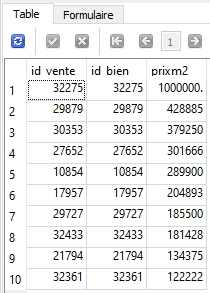 Table Formulaire
1
id_vente id_bien prixm2
1 32275 32275 1000000.
2 29879 29879 428885
3 30353 30353 379250
4 27652 27652 301666
5 10854 10854 289900
6 17957 17957 204893
7 29727 29727 185500
8 32433 32433 181428
9 21794 21794 134375
10 32361 32361 122222